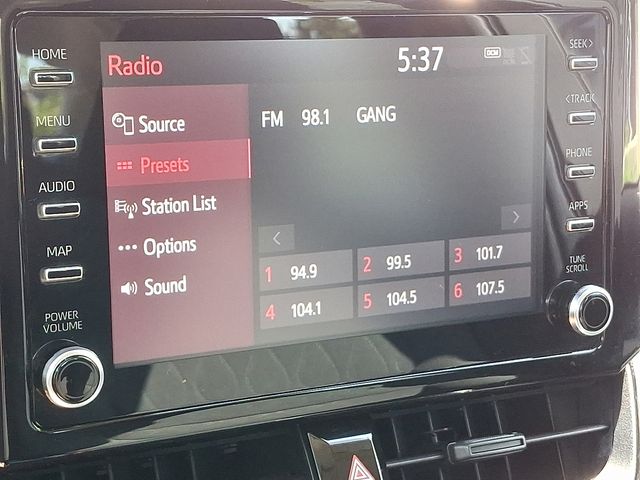 HOME
MENU
AUDIO
MAP
POWER
VOLUME
Radio
5:37
DCM
Source
Presets
Station List
Options
Sound
FM 98.1 GANG
<
>
1 94.9
2 99.5
3 101.7
4 104.1
5 104.5
6 107.5
SEEK>
<TRACK
PHONE
APPS
TUNE
SCROLL